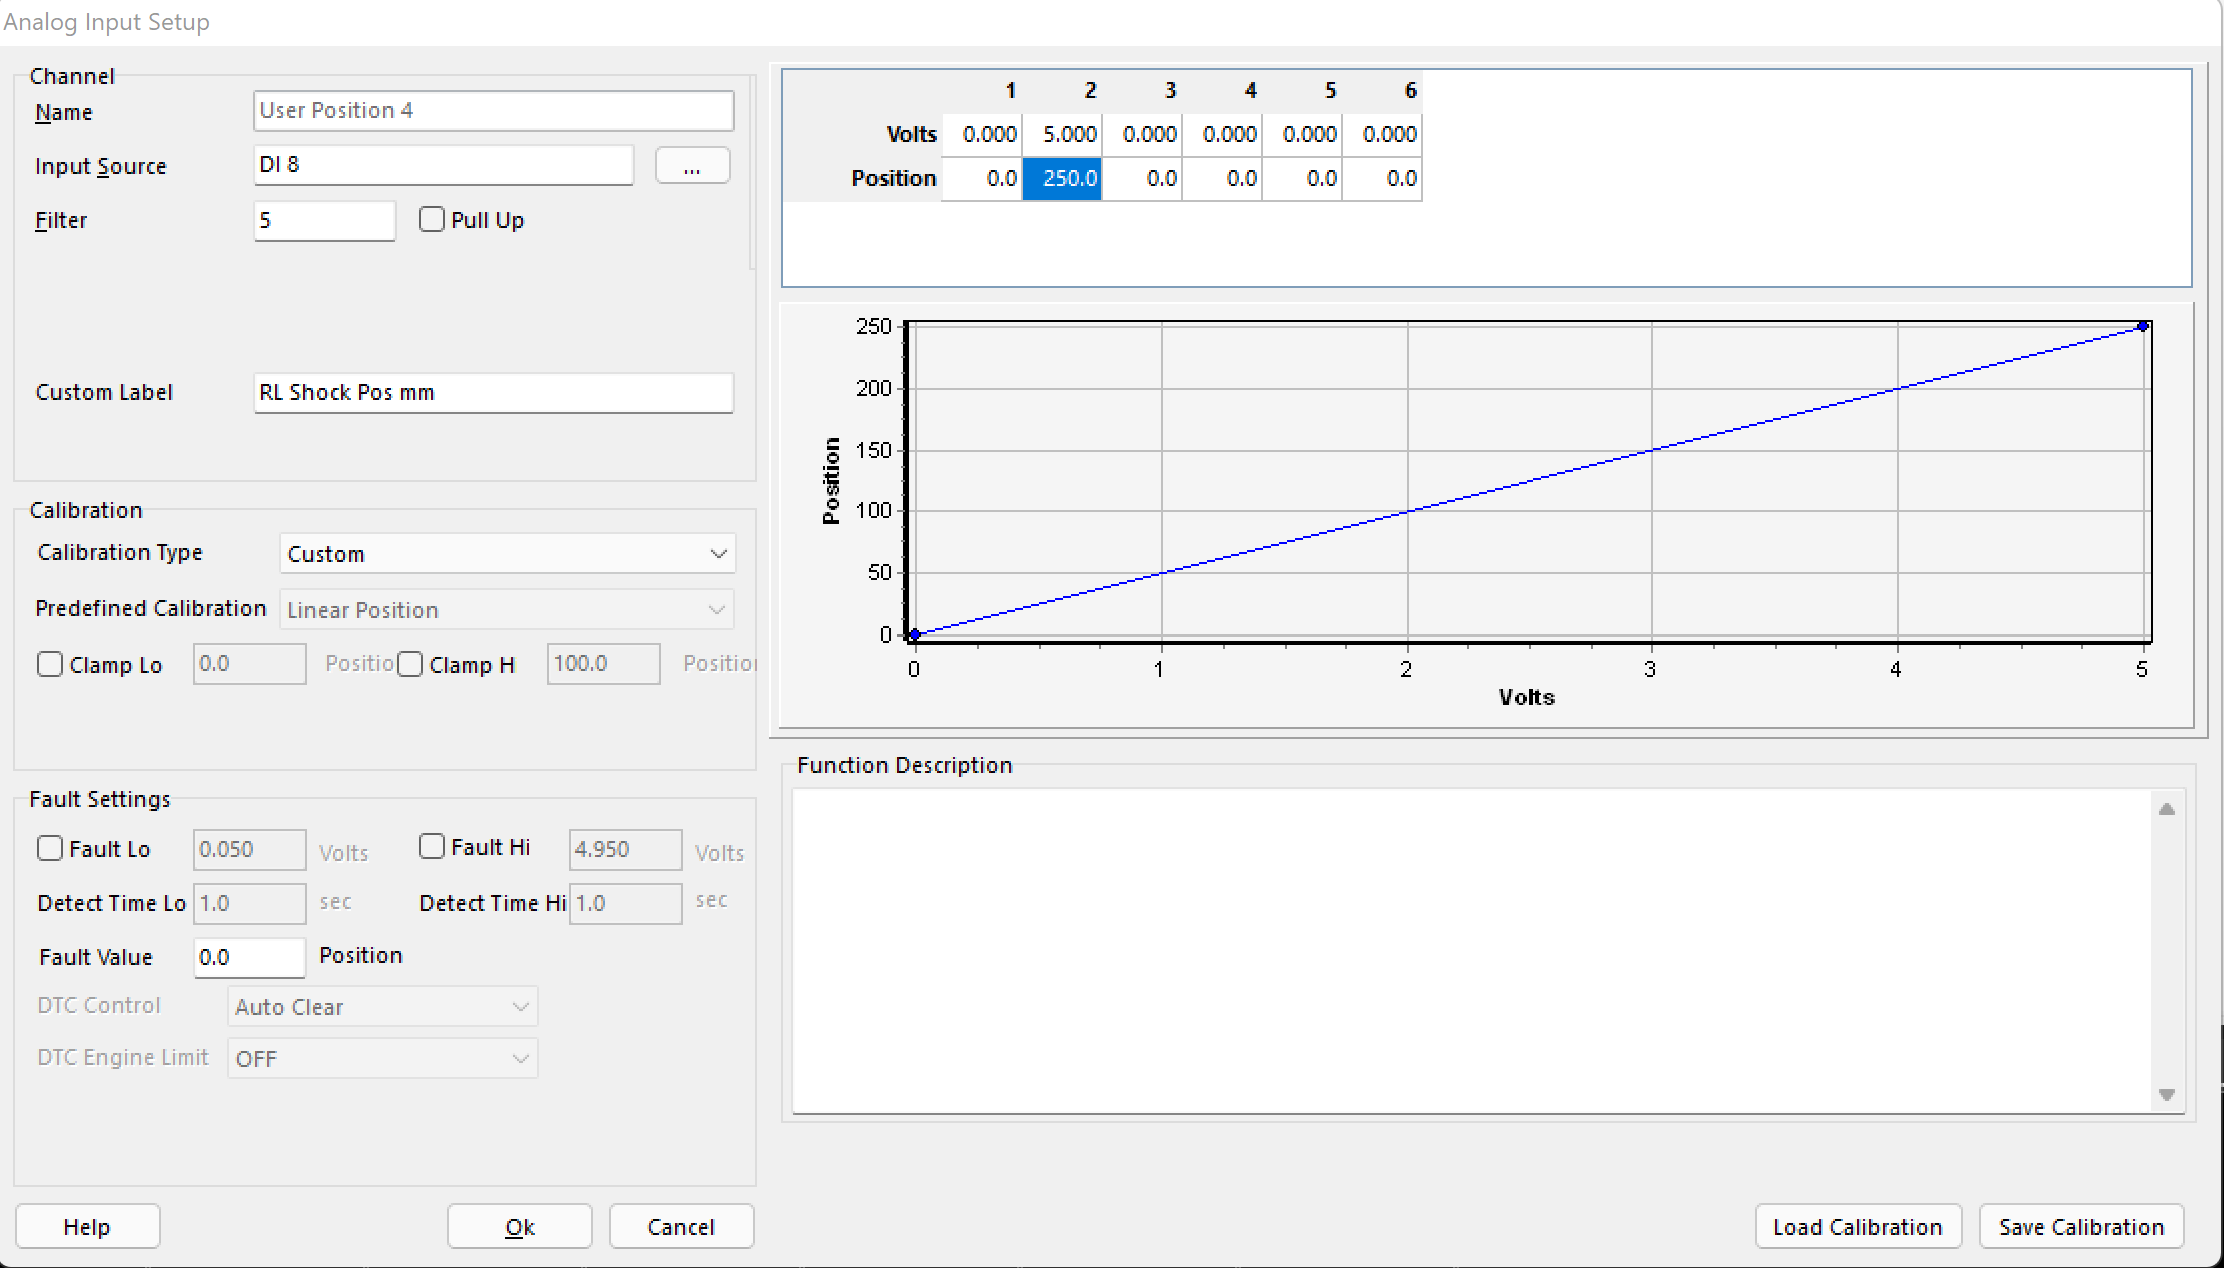 Analog Input Setup
Channel
Name User Position 4
Input Source DI 8 ...
Filter 5 Pull Up
Custom Label RL Shock Pos mm
Calibration
Calibration Type Custom
Predefined Calibration Linear Position
Clamp Lo 0.0 Positio Clamp H 100.0 Position
Fault Settings
Fault Lo 0.050 Volts Fault Hi 4.950 Volts
Detect Time Lo 1.0 sec Detect Time Hi 1.0 sec
Fault Value 0.0 Position
DTC Control Auto Clear
DTC Engine Limit OFF
Help Ok Cancel
1 2 3 4 5 6
Volts 0.000 5.000 0.000 0.000 0.000 0.000
Position 0.0 250.0 0.0 0.0 0.0 0.0
Position
250
200
150
100
50
0
0 1 2 3 4 5
Volts
Function Description
Load Calibration Save Calibration